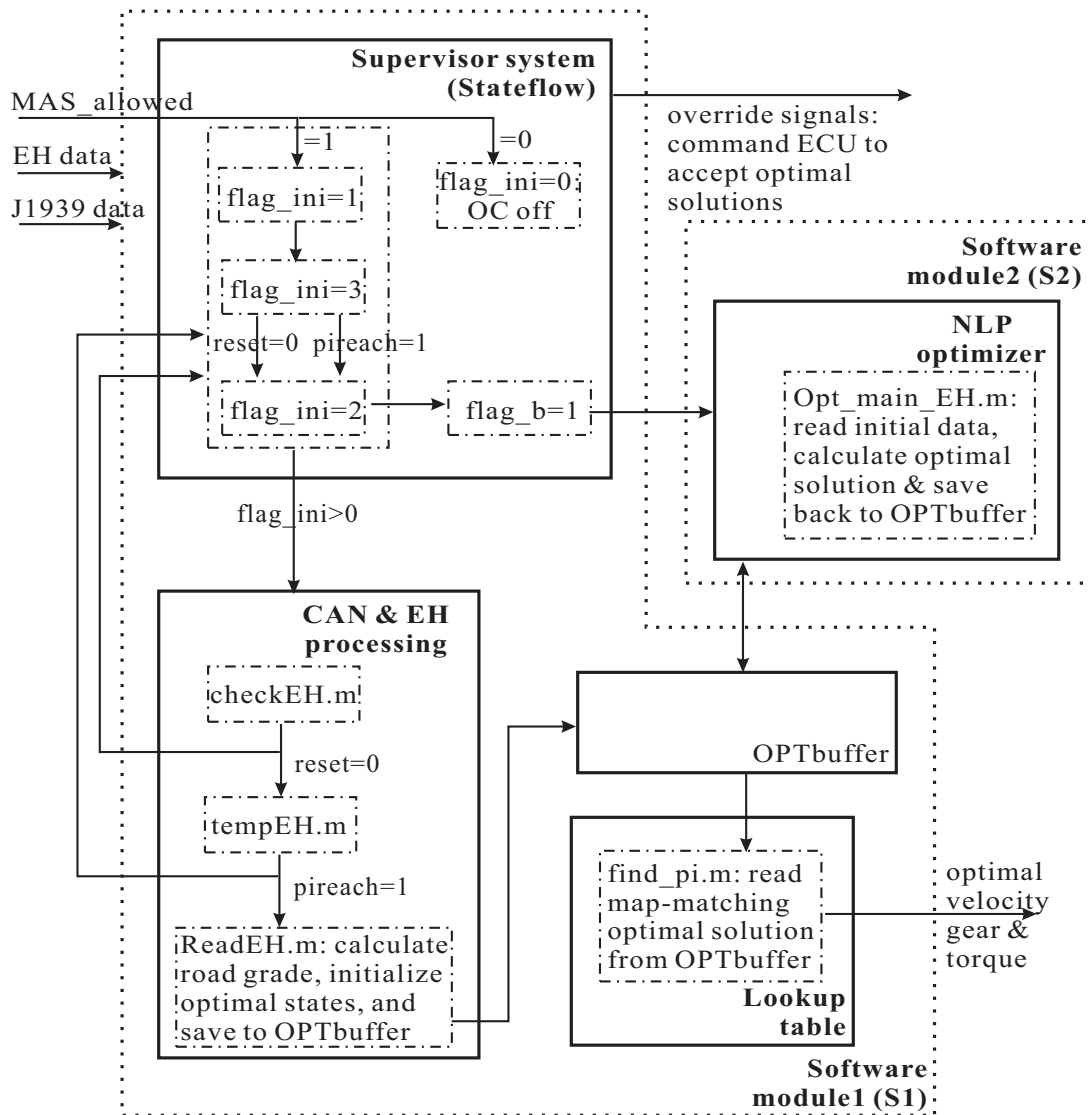 Supervisor system
(Stateflow)
MAS_allowed
EH data
J1939 data
=1
=0
flag_ini=1
flag_ini=0:
OC off
flag_ini=3
reset=0
pireach=1
flag_ini=2
flag_b=1
override signals:
command ECU to
accept optimal
solutions
Software
module2 (S2)
NLP
optimizer
Opt_main_EH.m:
read initial data,
calculate optimal
solution & save
back to OPTbuffer
flag_ini>0
CAN & EH
processing
checkEH.m
reset=0
tempEH.m
pireach=1
ReadEH.m: calculate
road grade, initialize
optimal states, and
save to OPTbuffer
OPTbuffer
find_pi.m: read
map-matching
optimal solution
from OPTbuffer
Lookup
table
optimal
velocity
gear &
torque
Software
module1 (S1)